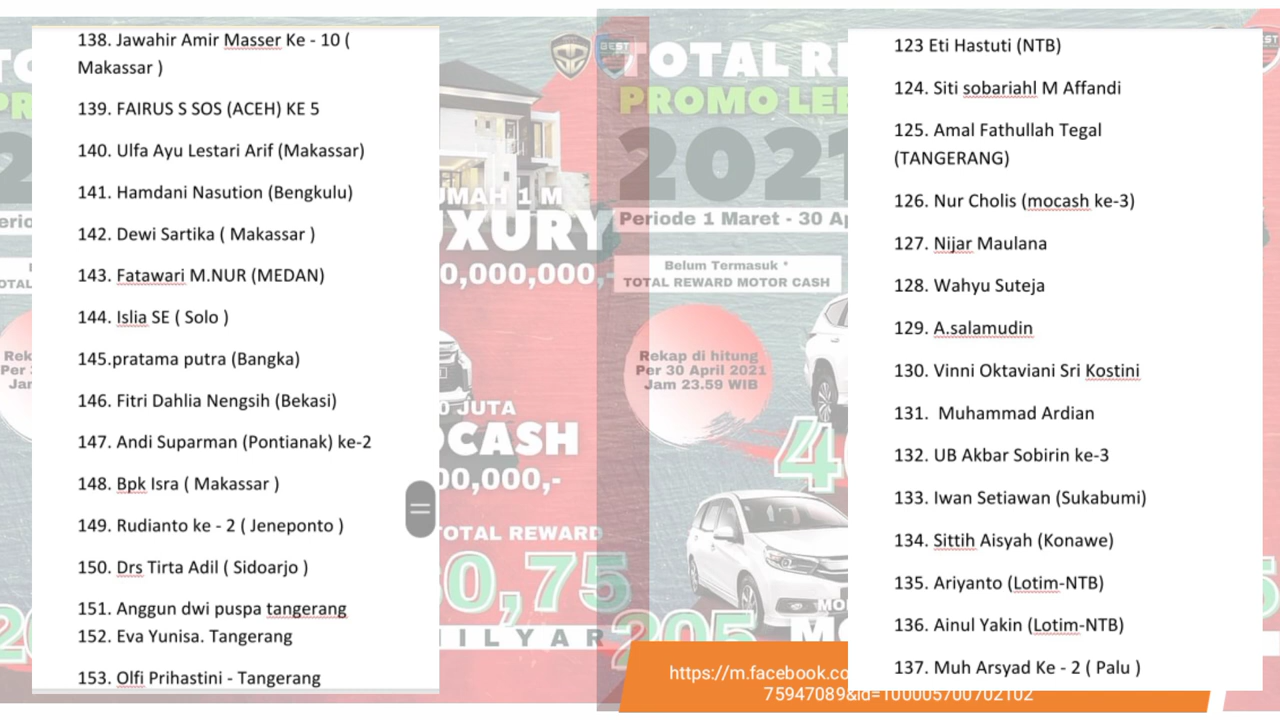 138. Jawahir Amir Masser Ke - 10 (
Makassar )
139. FAIRUS S SOS (ACEH) KE 5
140. Ulfa Ayu Lestari Arif (Makassar)
141. Hamdani Nasution (Bengkulu)
142. Dewi Sartika ( Makassar )
143. Fatawari M.NUR (MEDAN)
144. Islia SE ( Solo )
145.pratama putra (Bangka)
146. Fitri Dahlia Nengsih (Bekasi)
147. Andi Suparman (Pontianak) ke-2
148. Bpk Isra ( Makassar )
149. Rudianto ke - 2 ( Jeneponto )
150. Drs Tirta Adil ( Sidoarjo )
151. Anggun dwi puspa tangerang
152. Eva Yunisa. Tangerang
153. Olfi Prihastini - Tangerang
UMAH 1 M
XURY
0,000,000,-
0 JUTA
OCASH
00,000,-
TOTAL REWARD
0,75
MILYAR
BEST
TOTAL RE
PROMO LEB
2021
Periode 1 Maret - 30 Ap
Belum Termasuk *
TOTAL REWARD MOTOR CASH
Rekap di hitung
Per 30 April 2021
Jam 23.59 WIB
4
205
https://m.facebook.co
75947089&id=100005700702102
123 Eti Hastuti (NTB)
124. Siti sobariahl M Affandi
125. Amal Fathullah Tegal
(TANGERANG)
126. Nur Cholis (mocash ke-3)
127. Nijar Maulana
128. Wahyu Suteja
129. A.salamudin
130. Vinni Oktaviani Sri Kostini
131.  Muhammad Ardian
132. UB Akbar Sobirin ke-3
133. Iwan Setiawan (Sukabumi)
134. Sittih Aisyah (Konawe)
135. Ariyanto (Lotim-NTB)
136. Ainul Yakin (Lotim-NTB)
137. Muh Arsyad Ke - 2 ( Palu )